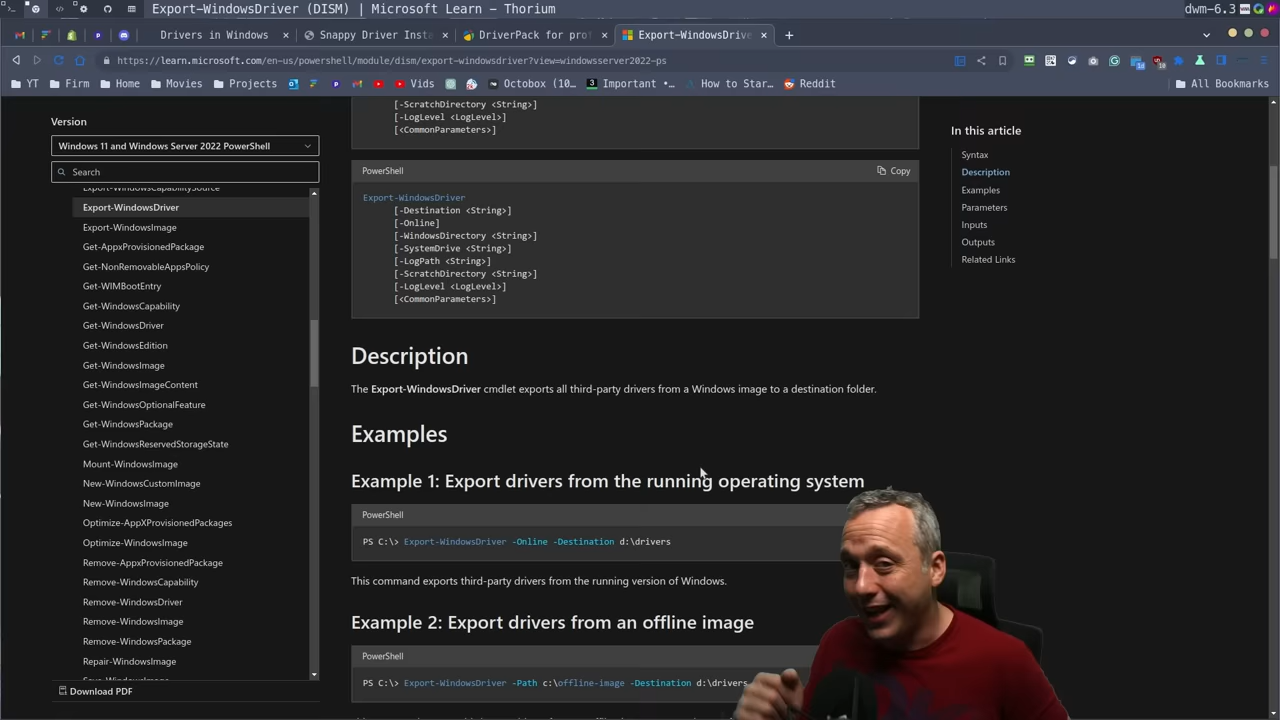 Export-WindowsDriver (DISM) | Microsoft Learn - Thorium
dwm-6.3
Drivers in Windows
Snappy Driver Insta
DriverPack for prof
Export-WindowsDrive
https://learn.microsoft.com/en-us/powershell/module/dism/export-windowsdriver?view=windowsserver2022-ps
YT
Firm
Home
Movies
Projects
Vids
Octobox (10…
Important •…
How to Star…
Reddit
All Bookmarks
Version
Windows 11 and Windows Server 2022 PowerShell
Search
Export-WindowsCapabilitySource
Export-WindowsDriver
Export-WindowsImage
Get-AppxProvisionedPackage
Get-NonRemovableAppsPolicy
Get-WIMBootEntry
Get-WindowsCapability
Get-WindowsDriver
Get-WindowsEdition
Get-WindowsImage
Get-WindowsImageContent
Get-WindowsOptionalFeature
Get-WindowsPackage
Get-WindowsReservedStorageState
Mount-WindowsImage
New-WindowsCustomImage
New-WindowsImage
Optimize-AppXProvisionedPackages
Optimize-WindowsImage
Remove-AppxProvisionedPackage
Remove-WindowsCapability
Remove-WindowsDriver
Remove-WindowsImage
Remove-WindowsPackage
Repair-WindowsImage
Download PDF
[-ScratchDirectory <String>]
[-LogLevel <LogLevel>]
[<CommonParameters>]
PowerShell
Copy
Export-WindowsDriver
[-Destination <String>]
[-Online]
[-WindowsDirectory <String>]
[-SystemDrive <String>]
[-LogPath <String>]
[-ScratchDirectory <String>]
[-LogLevel <LogLevel>]
[<CommonParameters>]
Description
The Export-WindowsDriver cmdlet exports all third-party drivers from a Windows image to a destination folder.
Examples
Example 1: Export drivers from the running operating system
PowerShell
PS C:\> Export-WindowsDriver -Online -Destination d:\drivers
This command exports third-party drivers from the running version of Windows.
Example 2: Export drivers from an offline image
PowerShell
PS C:\> Export-WindowsDriver -Path c:\offline-image -Destination d:\drivers
In this article
Syntax
Description
Examples
Parameters
Inputs
Outputs
Related Links